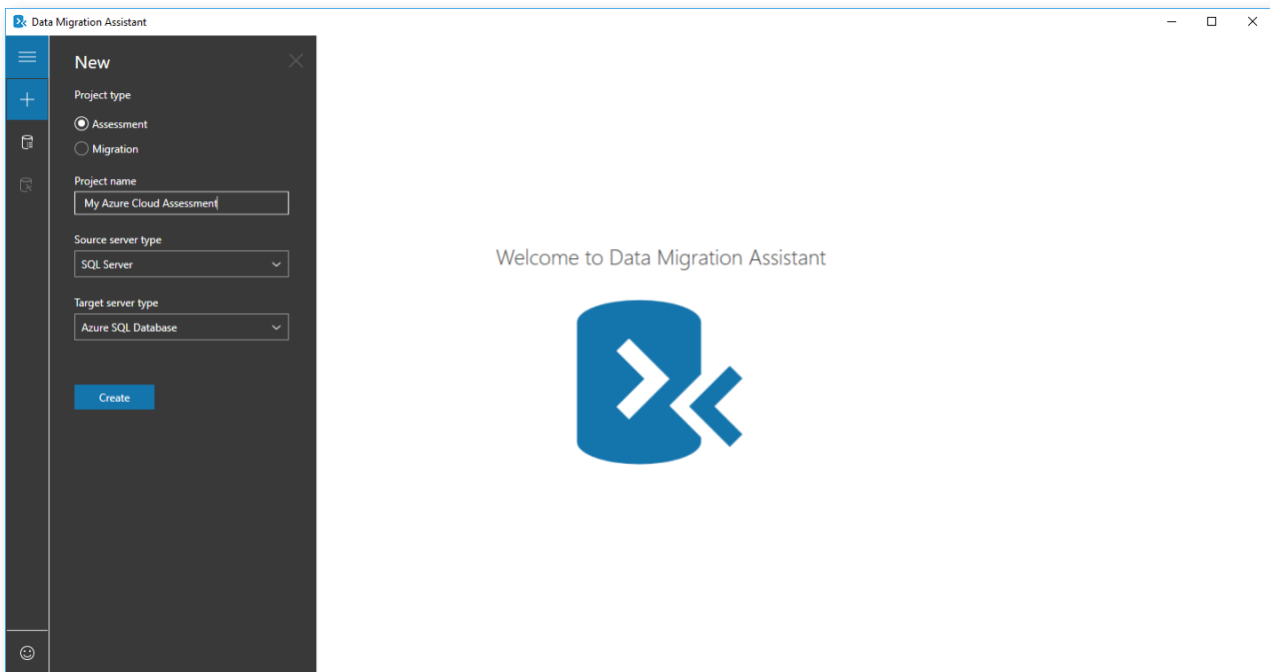 Data Migration Assistant
New
Project type
Assessment
Migration
Project name
My Azure Cloud Assessment
Source server type
SQL Server
Target server type
Azure SQL Database
Create
Welcome to Data Migration Assistant